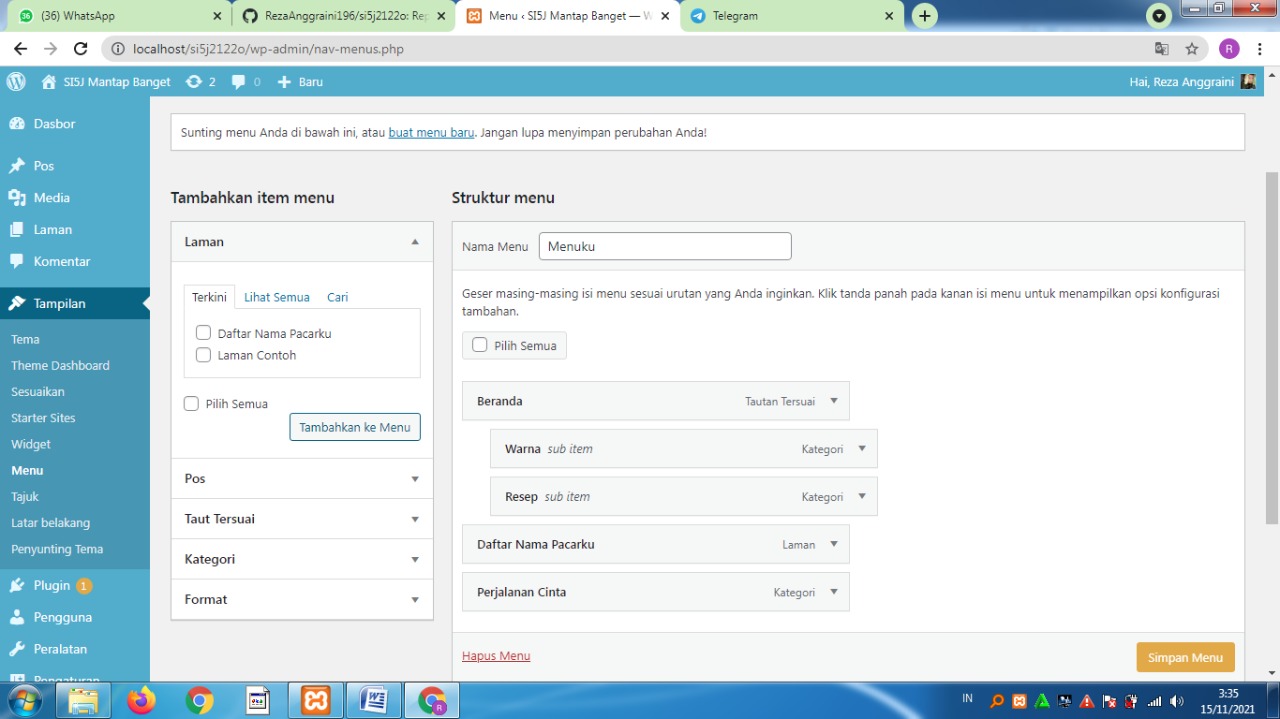 (36) WhatsApp
RezaAnggraini196/si5j2122o: Rep
Menu ‹ SI5J Mantap Banget — W
Telegram
localhost/si5j2122o/wp-admin/nav-menus.php
R
SI5J Mantap Banget
2
0
Baru
Hai, Reza Anggraini
Dasbor
Pos
Media
Laman
Komentar
Tampilan
Tema
Theme Dashboard
Sesuaikan
Starter Sites
Widget
Menu
Tajuk
Latar belakang
Penyunting Tema
Plugin 1
Pengguna
Peralatan
Pengaturan
Sunting menu Anda di bawah ini, atau buat menu baru. Jangan lupa menyimpan perubahan Anda!
Tambahkan item menu
Laman
Terkini Lihat Semua Cari
Daftar Nama Pacarku
Laman Contoh
Pilih Semua
Tambahkan ke Menu
Pos
Taut Tersuai
Kategori
Format
Struktur menu
Nama Menu Menuku
Geser masing-masing isi menu sesuai urutan yang Anda inginkan. Klik tanda panah pada kanan isi menu untuk menampilkan opsi konfigurasi
tambahan.
Pilih Semua
Beranda Tautan Tersuai
Warna sub item Kategori
Resep sub item Kategori
Daftar Nama Pacarku Laman
Perjalanan Cinta Kategori
Hapus Menu Simpan Menu
IN
3:35
15/11/2021